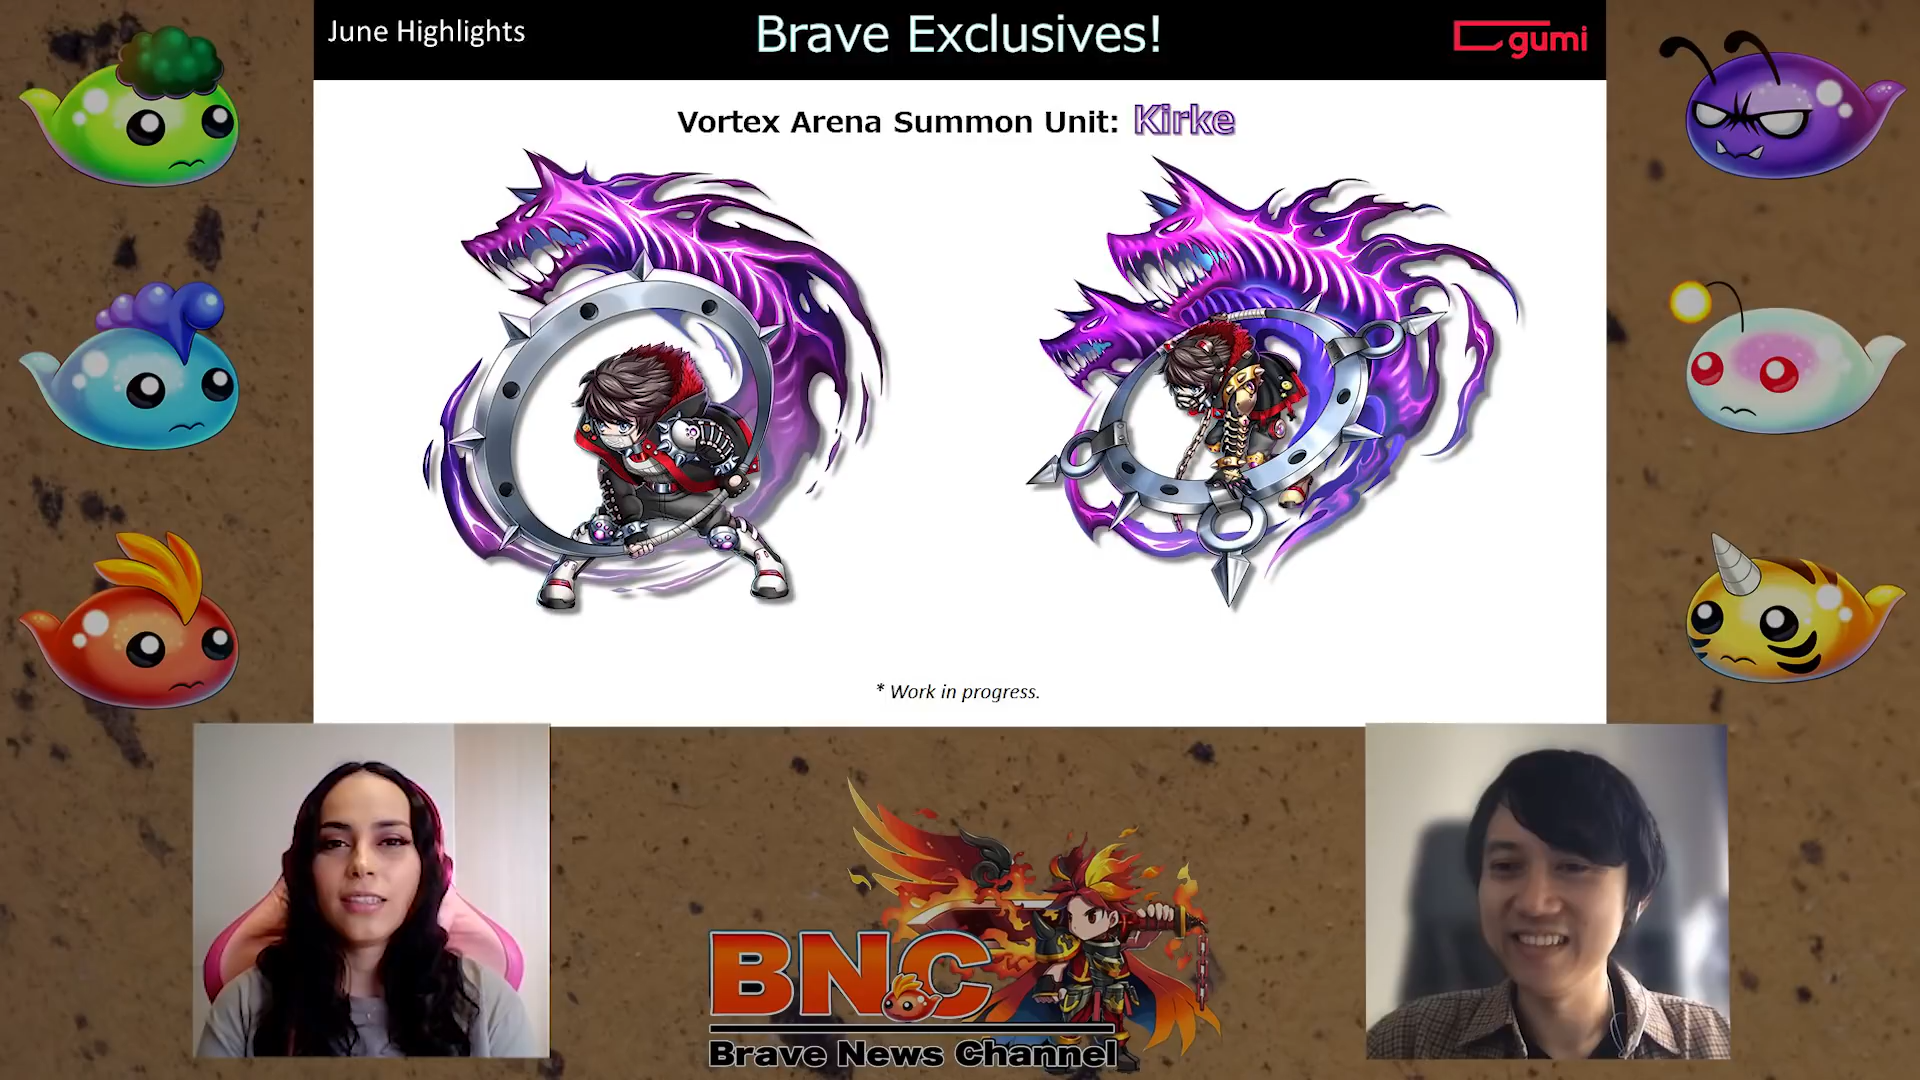 June Highlights
Brave Exclusives!
gumi
Vortex Arena Summon Unit: Kirke
* Work in progress.
BNC
Brave News Channel